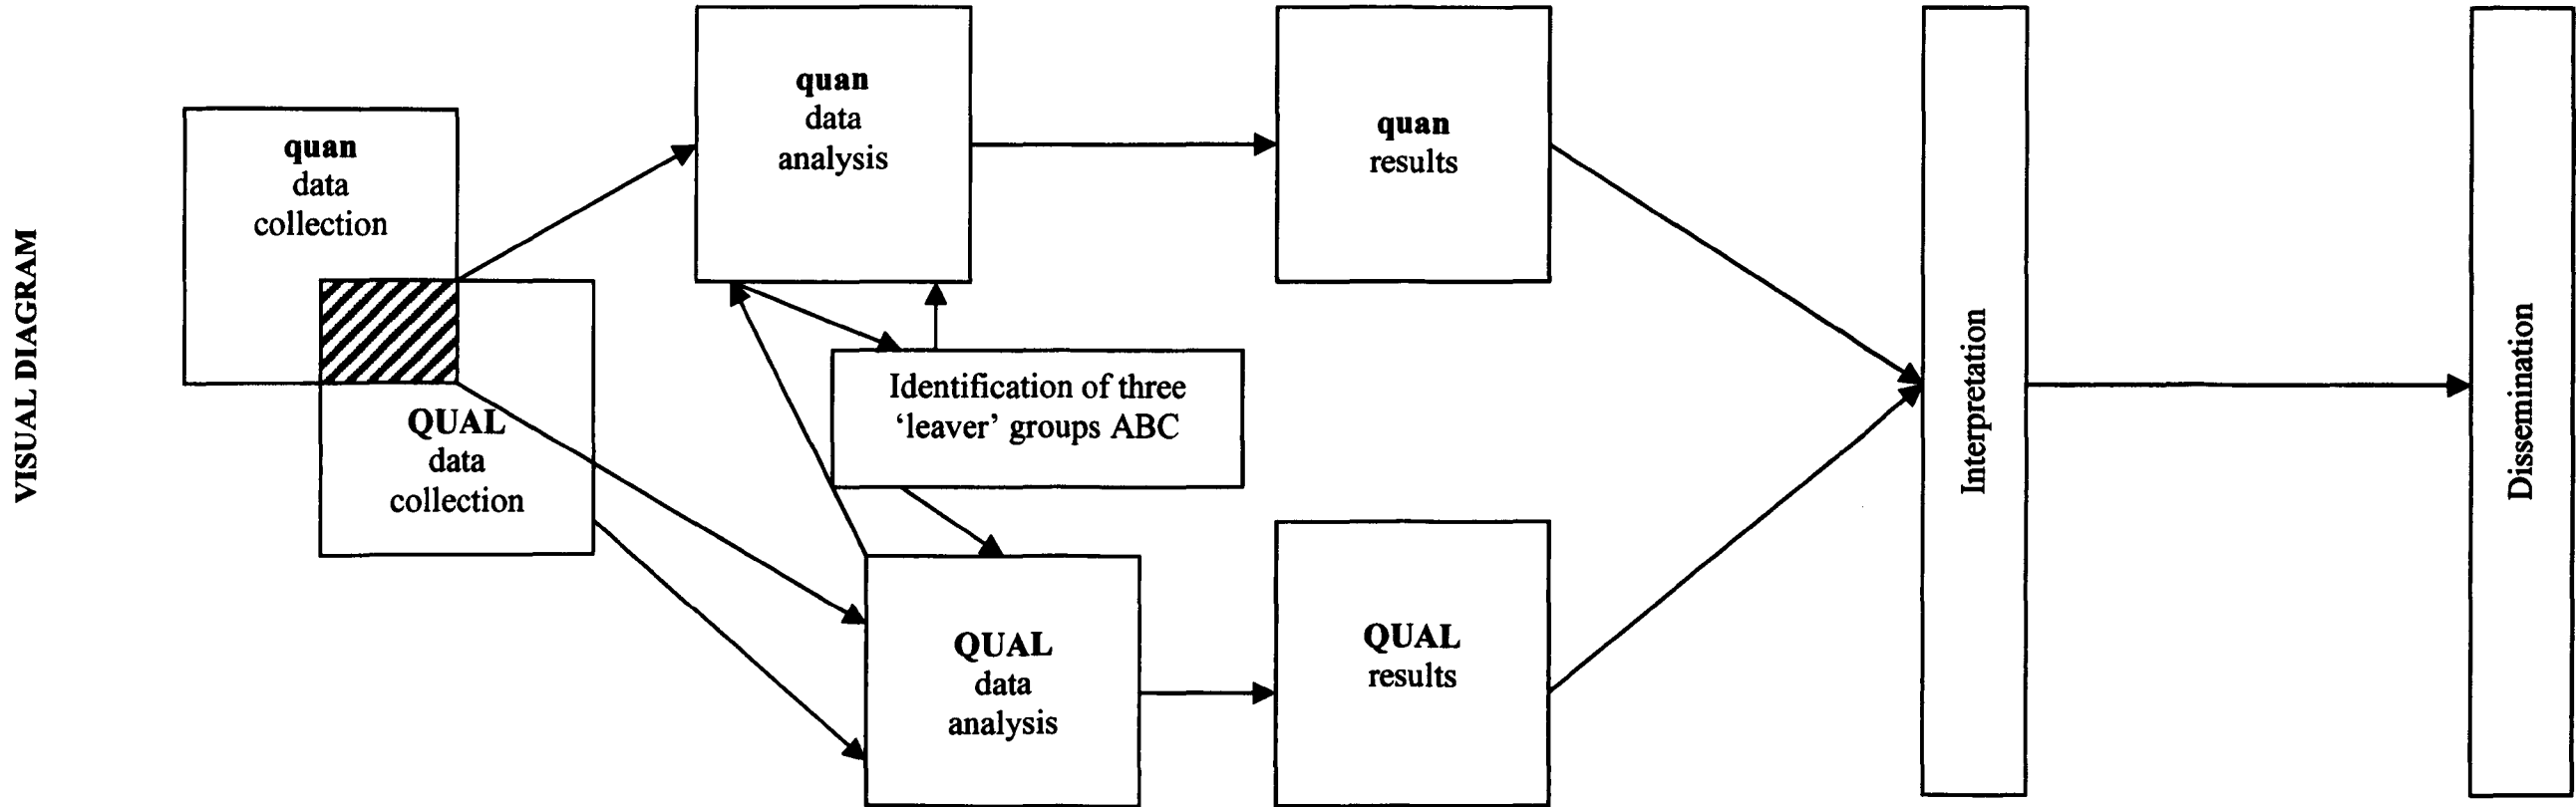 VISUAL DIAGRAM
quan
data
collection
QUAL
data
collection
quan
data
analysis
Identification of three
‘leaver’ groups ABC
QUAL
data
analysis
quan
results
QUAL
results
Interpretation
Dissemination